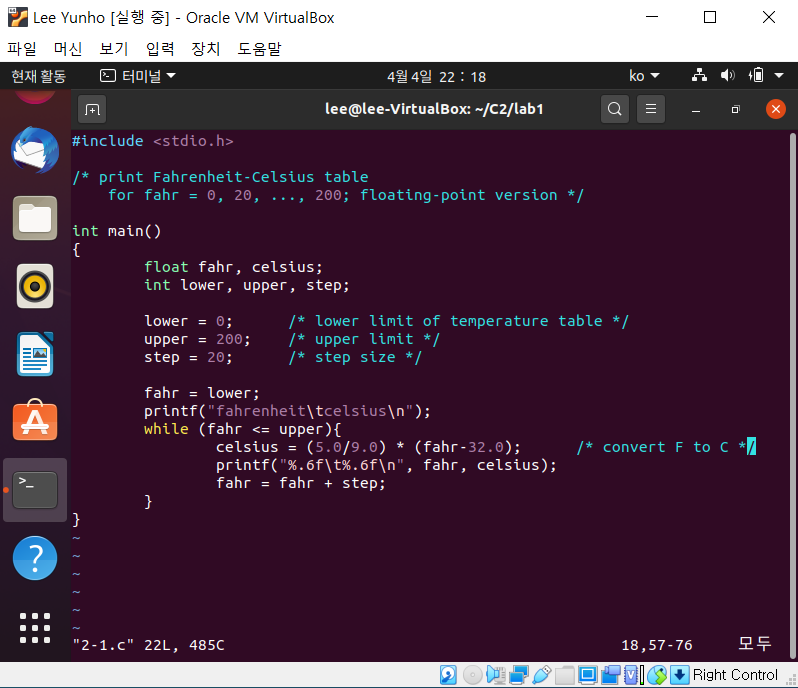 Lee Yunho [실행 중] - Oracle VM VirtualBox
파일 머신 보기 입력 장치 도움말
현재 활동 터미널 4월 4일 22 : 18 ko
lee@lee-VirtualBox: ~/C2/lab1
#include <stdio.h>
/* print Fahrenheit-Celsius table
    for fahr = 0, 20, ..., 200; floating-point version */
int main()
{
        float fahr, celsius;
        int lower, upper, step;
        lower = 0;      /* lower limit of temperature table */
        upper = 200;    /* upper limit */
        step = 20;      /* step size */
        fahr = lower;
        printf("fahrenheit\tcelsius\n");
        while (fahr <= upper){
                celsius = (5.0/9.0) * (fahr-32.0);      /* convert F to C */
                printf("%.6f\t%.6f\n", fahr, celsius);
                fahr = fahr + step;
        }
}
~
~
~
~
~
~
"2-1.c" 22L, 485C 18,57-76 모두
Right Control